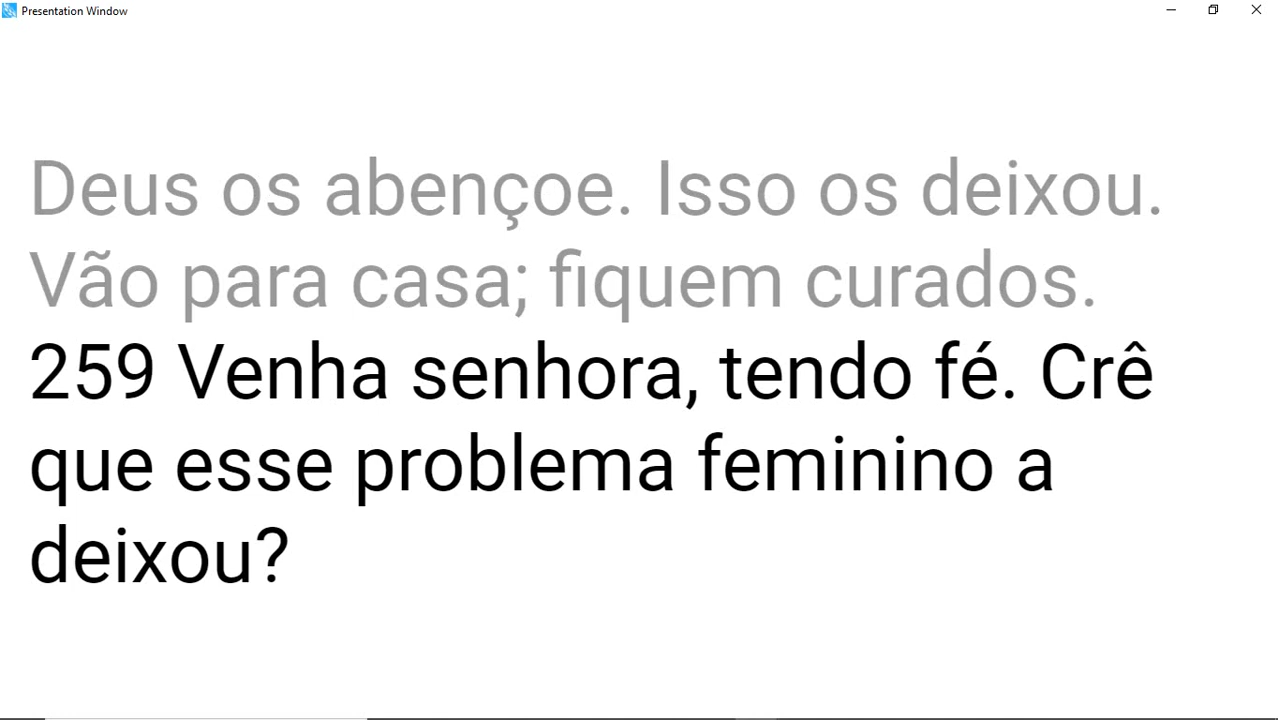 Presentation Window
Deus os abençoe. Isso os deixou.
Vão para casa; fiquem curados.
259 Venha senhora, tendo fé. Crê
que esse problema feminino a
deixou?